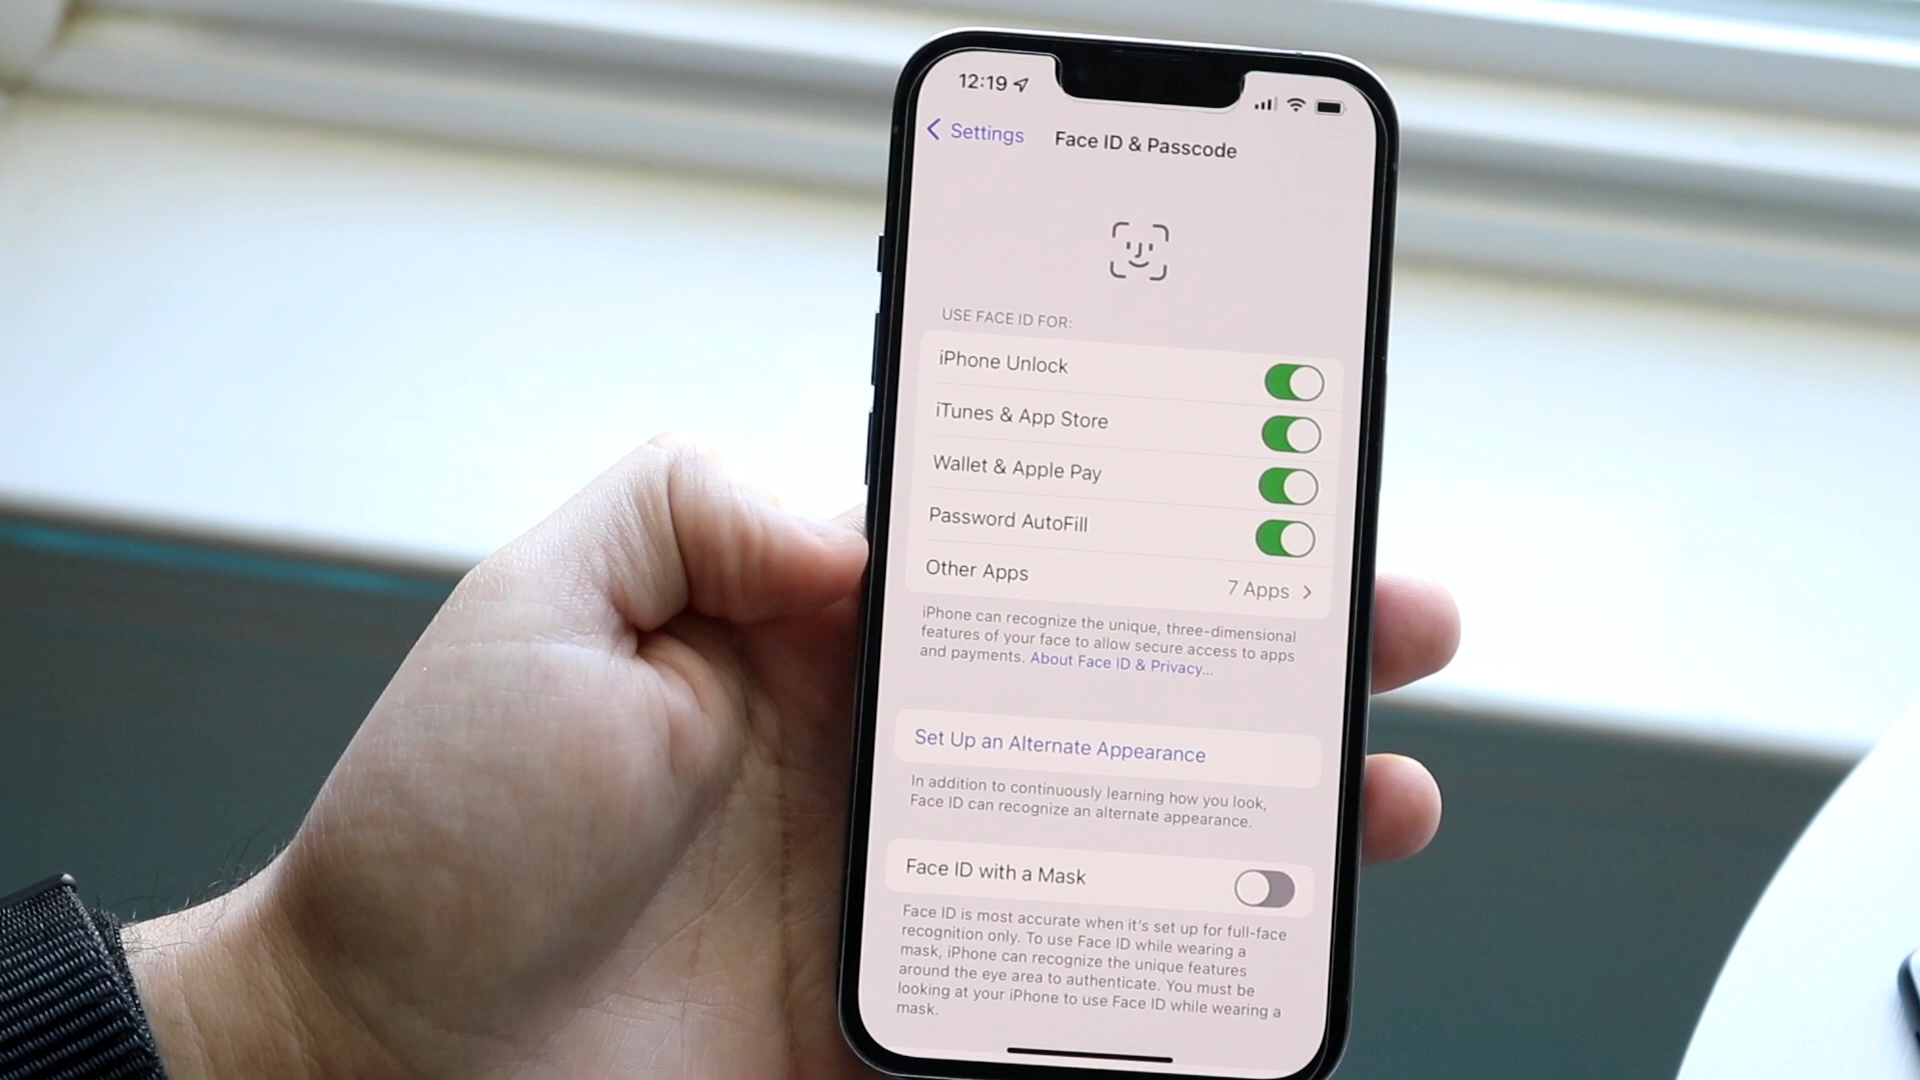 12:19
Settings
Face ID & Passcode
USE FACE ID FOR:
iPhone Unlock
iTunes & App Store
Wallet & Apple Pay
Password AutoFill
Other Apps
7 Apps
iPhone can recognize the unique, three-dimensional
features of your face to allow secure access to apps
and payments. About Face ID & Privacy...
Set Up an Alternate Appearance
In addition to continuously learning how you look,
Face ID can recognize an alternate appearance.
Face ID with a Mask
Face ID is most accurate when it's set up for full-face
recognition only. To use Face ID while wearing a
mask, iPhone can recognize the unique features
around the eye area to authenticate. You must be
looking at your iPhone to use Face ID while wearing a
mask.